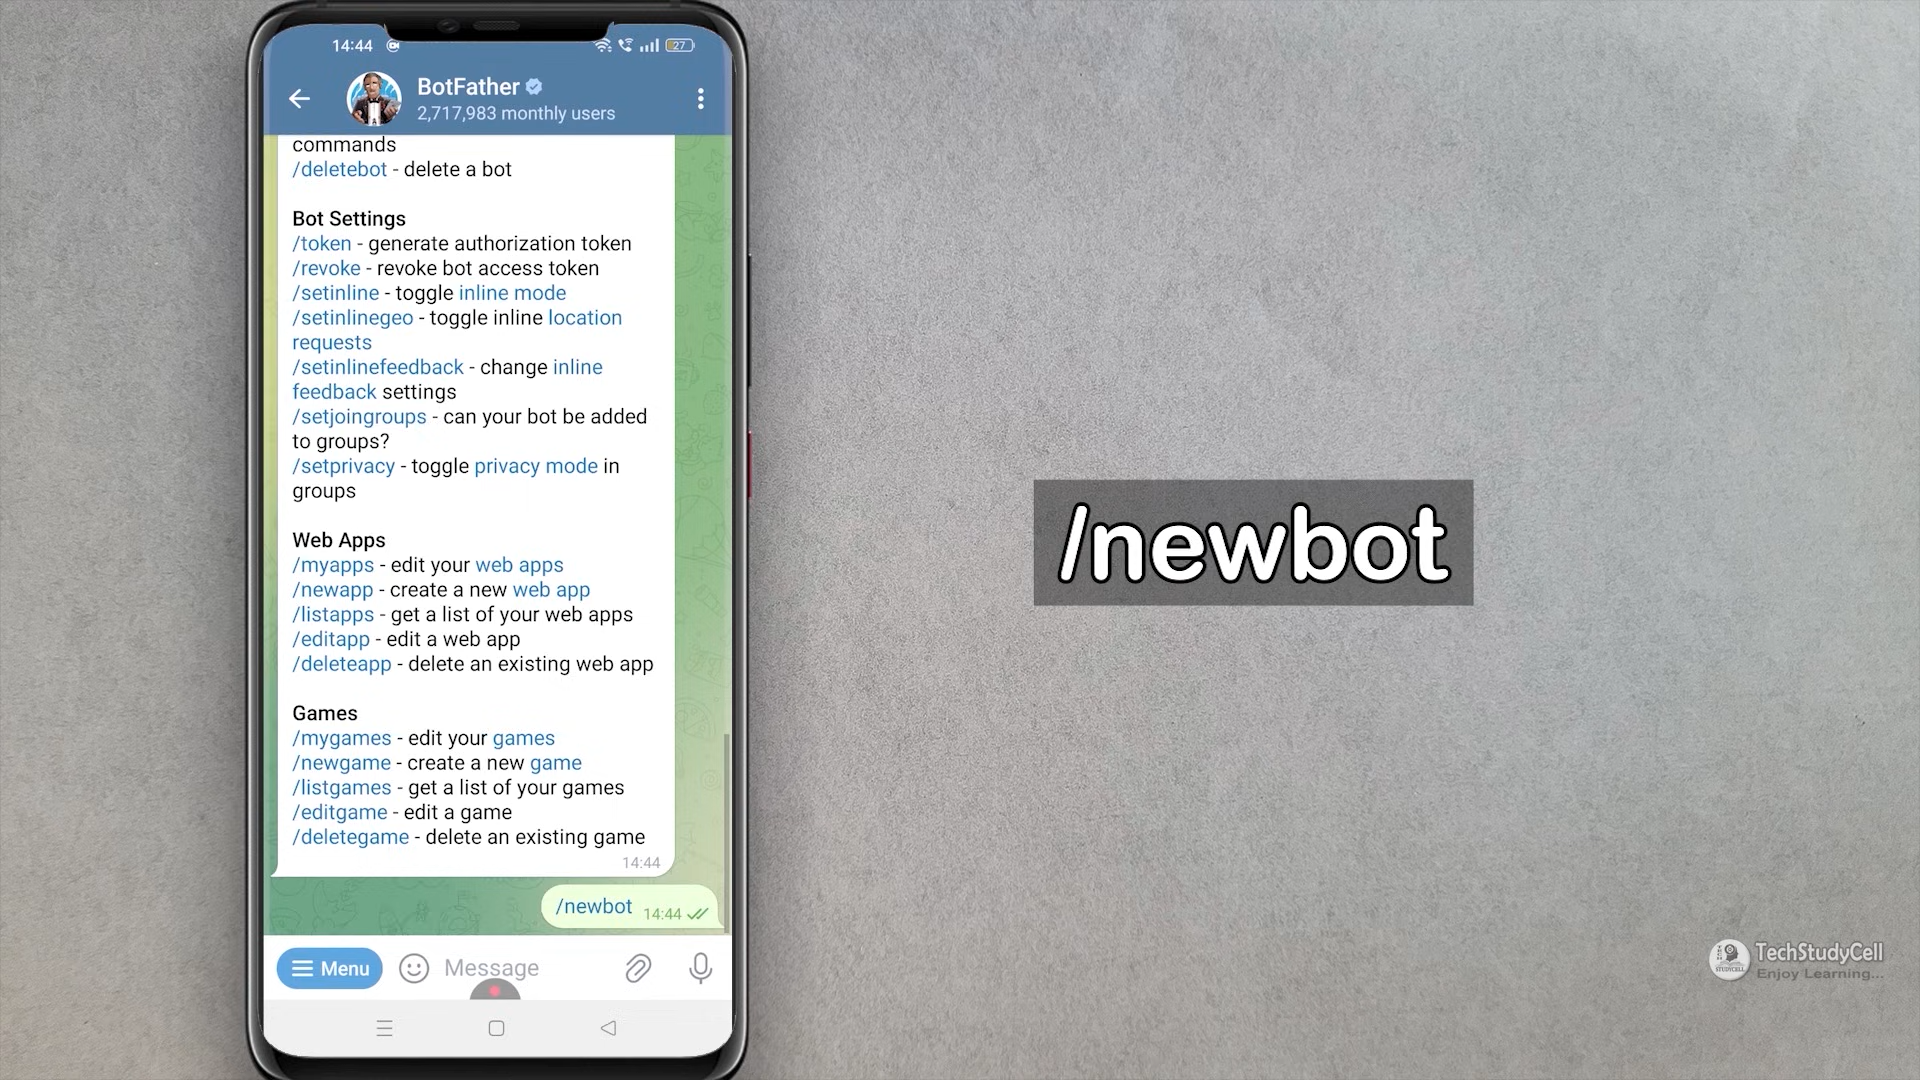 14:44
27
BotFather
2,717,983 monthly users
commands
/deletebot - delete a bot
Bot Settings
/token - generate authorization token
/revoke - revoke bot access token
/setinline - toggle inline mode
/setinlinegeo - toggle inline location
requests
/setinlinefeedback - change inline
feedback settings
/setjoingroups - can your bot be added
to groups?
/setprivacy - toggle privacy mode in
groups
Web Apps
/myapps - edit your web apps
/newapp - create a new web app
/listapps - get a list of your web apps
/editapp - edit a web app
/deleteapp - delete an existing web app
Games
/mygames - edit your games
/newgame - create a new game
/listgames - get a list of your games
/editgame - edit a game
/deletegame - delete an existing game
14:44
/newbot 14:44
Menu
Message
/newbot
TechStudyCell
Enjoy Learning...